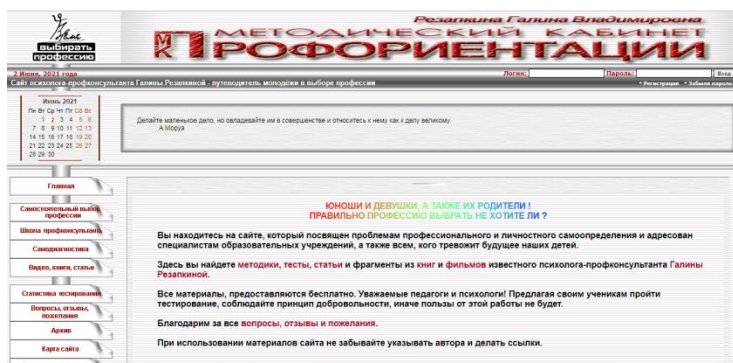 Вам
выбирать
профессию
Резапкина Галина Владимировна
МЕТОДИЧЕСКИЙ КАБИНЕТ
ПРОФОРИЕНТАЦИИ
2 Июня, 2021 года
Логин:
Пароль:
Вход
Сайт психолога-профконсультанта Галины Резапкиной - путеводитель молодёжи в выборе профессии
* Регистрация * Забыли пароль
Июнь 2021
Пн Вт Ср Чт Пт Сб Вс
1 2 3 4 5 6
7 8 9 10 11 12 13
14 15 16 17 18 19 20
21 22 23 24 25 26 27
28 29 30
Делайте маленькое дело, но овладевайте им в совершенстве и относитесь к нему как к делу великому.
А.Моруа
Главная
Самостоятельный выбор
профессии
Школа профконсультанта
Самодиагностика
Видео, книги, статьи
Статистика тестирования
Вопросы, отзывы,
пожелания
Архив
Карта сайта
ЮНОШИ И ДЕВУШКИ, А ТАКЖЕ ИХ РОДИТЕЛИ !
ПРАВИЛЬНО ПРОФЕССИЮ ВЫБРАТЬ НЕ ХОТИТЕ ЛИ ?
Вы находитесь на сайте, который посвящен проблемам профессионального и личностного самоопределения и адресован
специалистам образовательных учреждений, а также всем, кого тревожит будущее наших детей.
Здесь вы найдете методики, тесты, статьи и фрагменты из книг и фильмов известного психолога-профконсультанта Галины
Резапкиной.
Все материалы, предоставляются бесплатно. Уважаемые педагоги и психологи! Предлагая своим ученикам пройти
тестирование, соблюдайте принцип добровольности, иначе пользы от этой работы не будет.
Благодарим за все вопросы, отзывы и пожелания.
При использовании материалов сайта не забывайте указывать автора и делать ссылки.